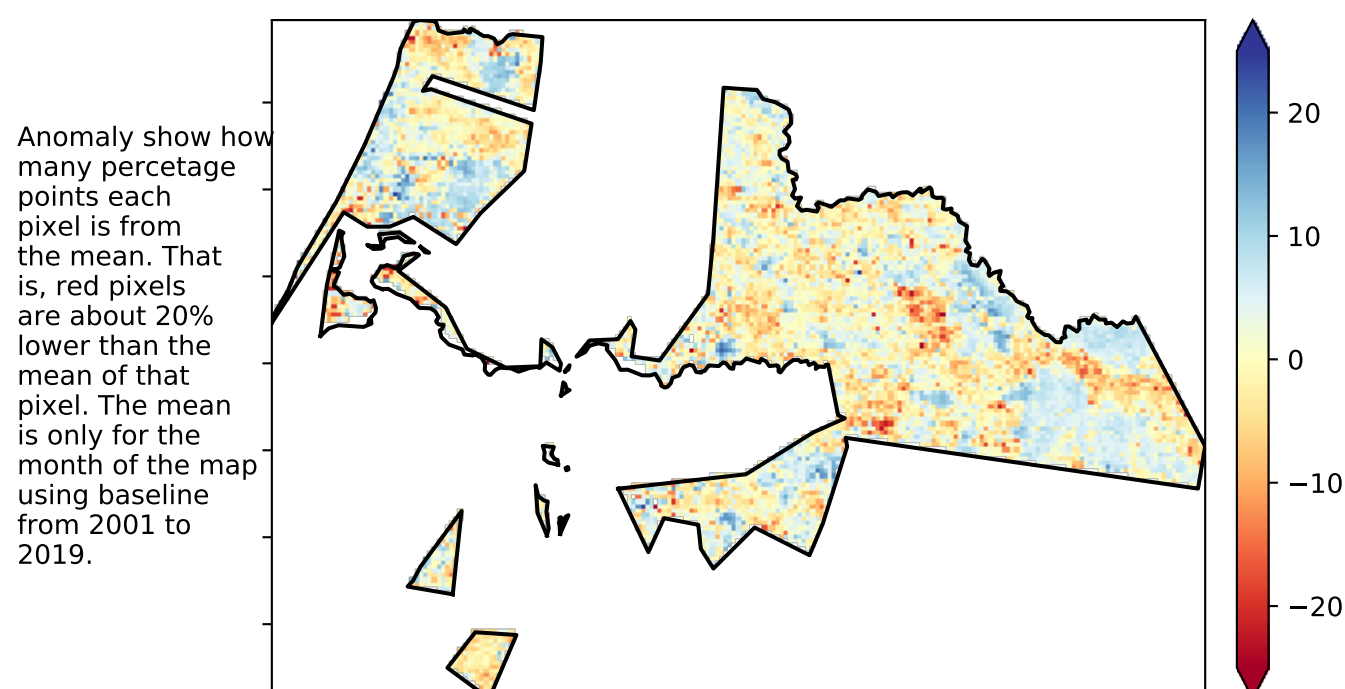 Anomaly show how
many percetage
points each
pixel is from
the mean. That
is, red pixels
are about 20%
lower than the
mean of that
pixel. The mean
is only for the
month of the map
using baseline
from 2001 to
2019.
20
10
0
−10
−20